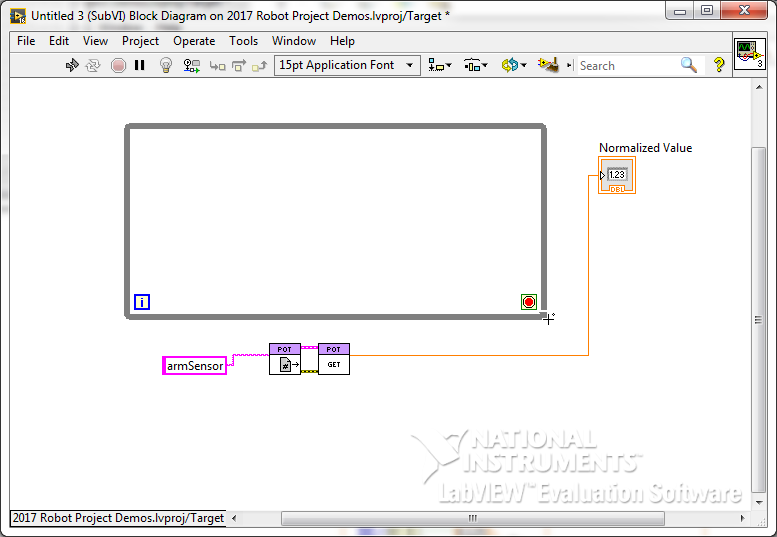 Untitled 3 (SubVI) Block Diagram on 2017 Robot Project Demos.lvproj/Target *
File Edit View Project Operate Tools Window Help
15pt Application Font Search ? 3
Normalized Value
1.23
DBL
i
POT POT
armSensor # GET
NATIONAL
INSTRUMENTS™
LabVIEW™ Evaluation Software
2017 Robot Project Demos.lvproj/Target